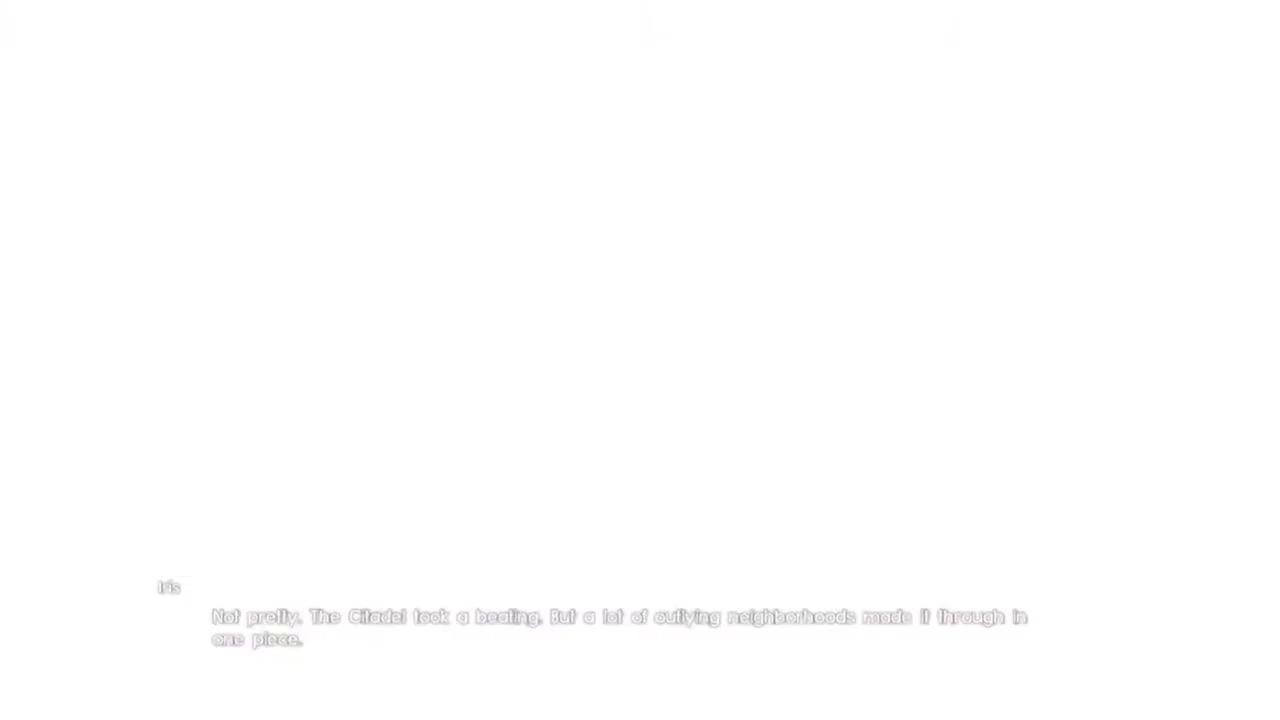 Iris
Not pretty. The Citadel took a beating. But a lot of outlying neighborhoods made it through in
one piece.